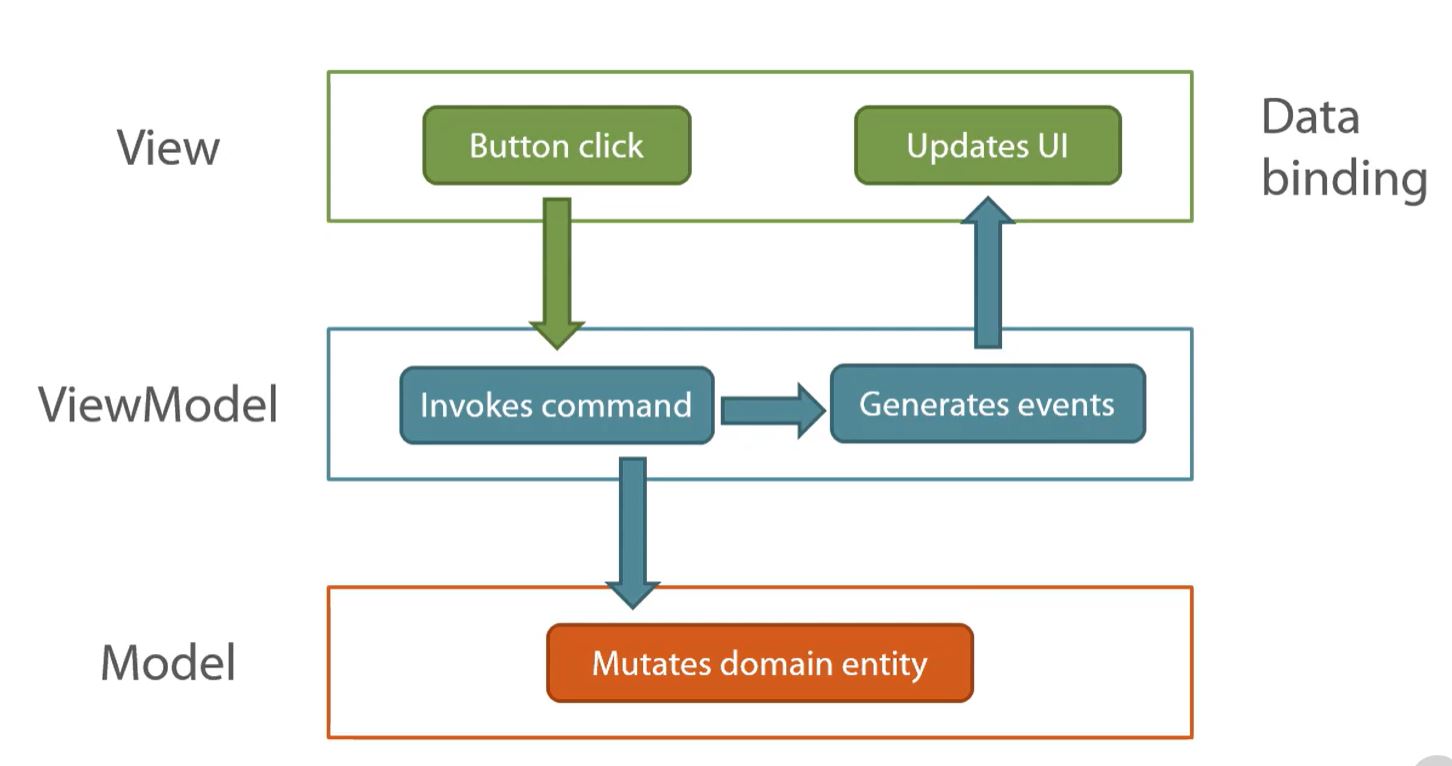 View
Button click
Updates UI
Data
binding
ViewModel
Invokes command
Generates events
Model
Mutates domain entity